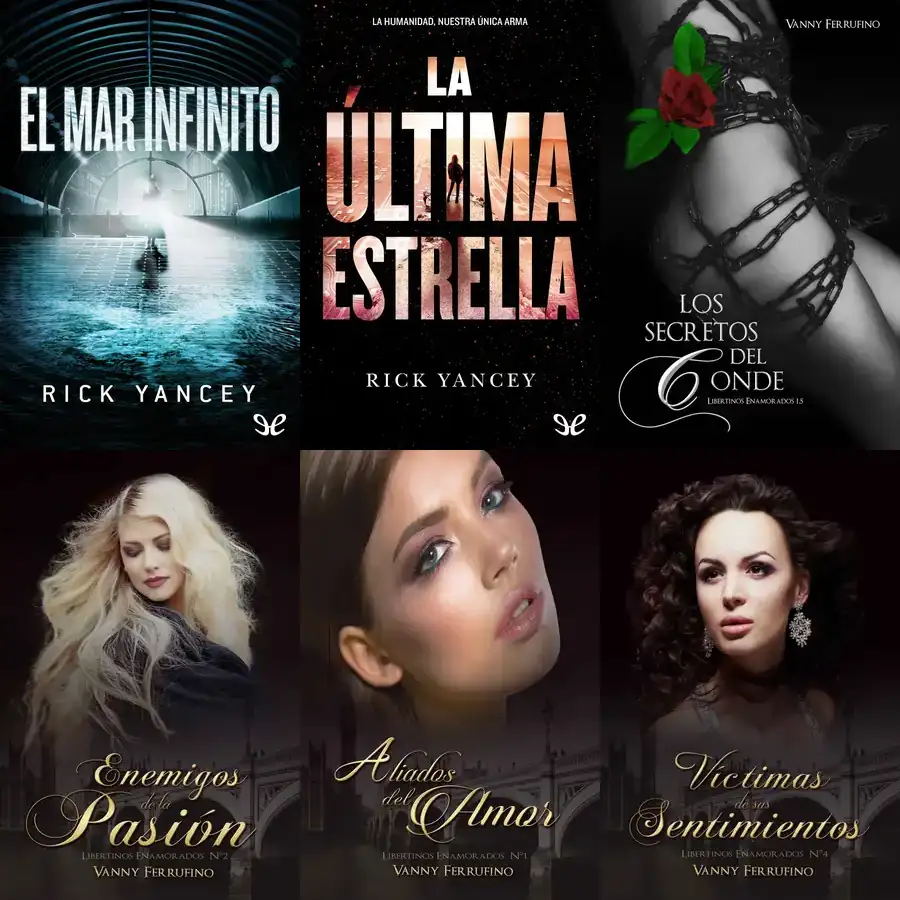 EL MAR INFINITO
RICK YANCEY
LA HUMANIDAD, NUESTRA ÚNICA ARMA
LA
ÚLTIMA
ESTRELLA
RICK YANCEY
VANNY FERRUFINO
LOS
SECRETOS
DEL
CONDE
LIBERTINOS ENAMORADOS 1.5
Enemigos
de la
Pasión
LIBERTINOS ENAMORADOS Nº2
VANNY FERRUFINO
Aliados
del Amor
LIBERTINOS ENAMORADOS Nº1
VANNY FERRUFINO
Víctimas
de sus
Sentimientos
LIBERTINOS ENAMORADOS Nº4
VANNY FERRUFINO